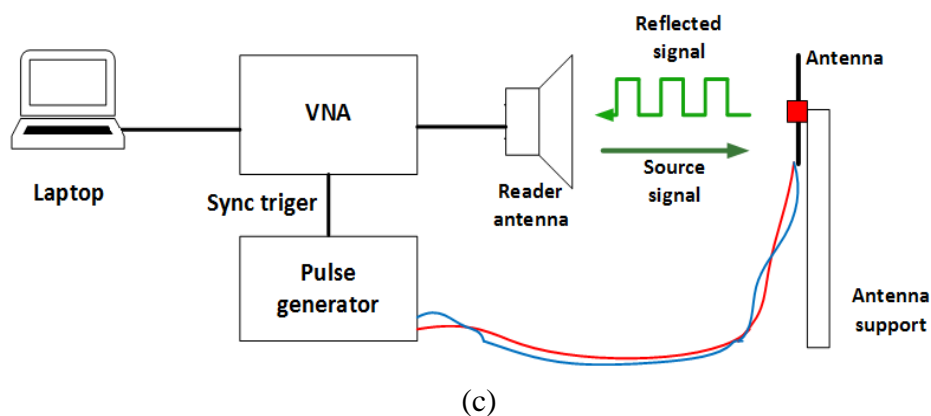 Reflected
signal
Antenna
VNA
Laptop
Reader
antenna
Source
signal
Sync triger
Pulse
generator
Antenna
support
(c)